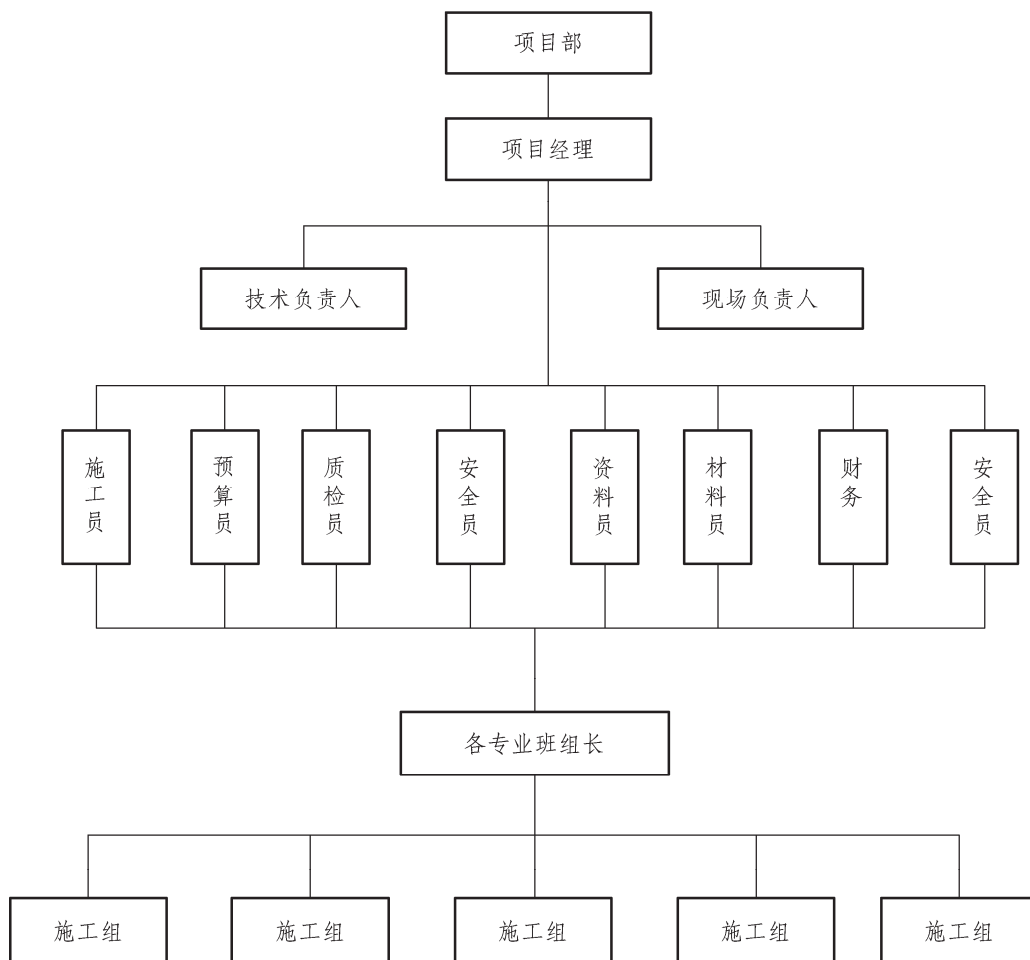 项目部
项目经理
技术负责人
现场负责人
施工员
预算员
质检员
安全员
资料员
材料员
财务
安全员
各专业班组长
施工组
施工组
施工组
施工组
施工组